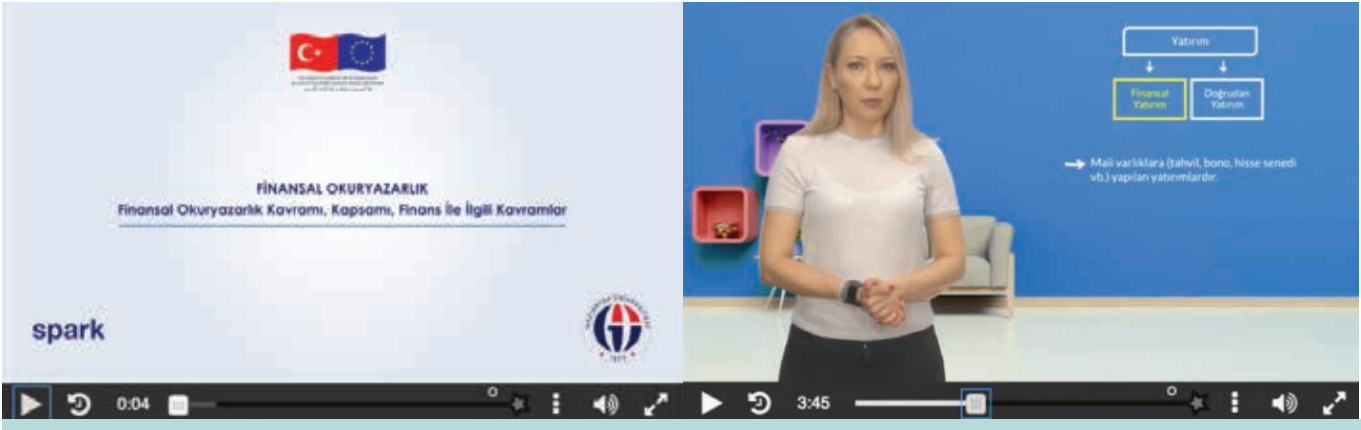 FİNANSAL OKURYAZARLIK
Finansal Okuryazarlık Kavramı, Kapsamı, Finans İle İlgili Kavramlar
spark
0:04
Yatırım
Finansal
Yatırım
Doğrudan
Yatırım
Mali varlıklara (tahvil, bono, hisse senedi
vb.) yapılan yatırımlardır.
3:45